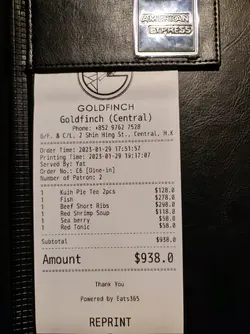 AMERICAN
EXPRESS
GOLDFINCH
Goldfinch (Central)
Phone: +852 9762 7528
G/F. & C/L, 2 Shin Hing St., Central, H.K
Order Time: 2023-01-29 17:51:57
Printing Time: 2023-01-29 19:17:07
Served By: Yat
Order No.: C6 [Dine-in]
Number of Patron: 2
1 Kuih Pie Tee 2pcs $128.0
1 Fish $278.0
1 Beef Short Ribs $298.0
1 Red Shrimp Soup $118.0
1 Sea berry $58.0
1 Red Tonic $58.0
Subtotal $938.0
Amount $938.0
Thank You
Powered by Eats365
REPRINT